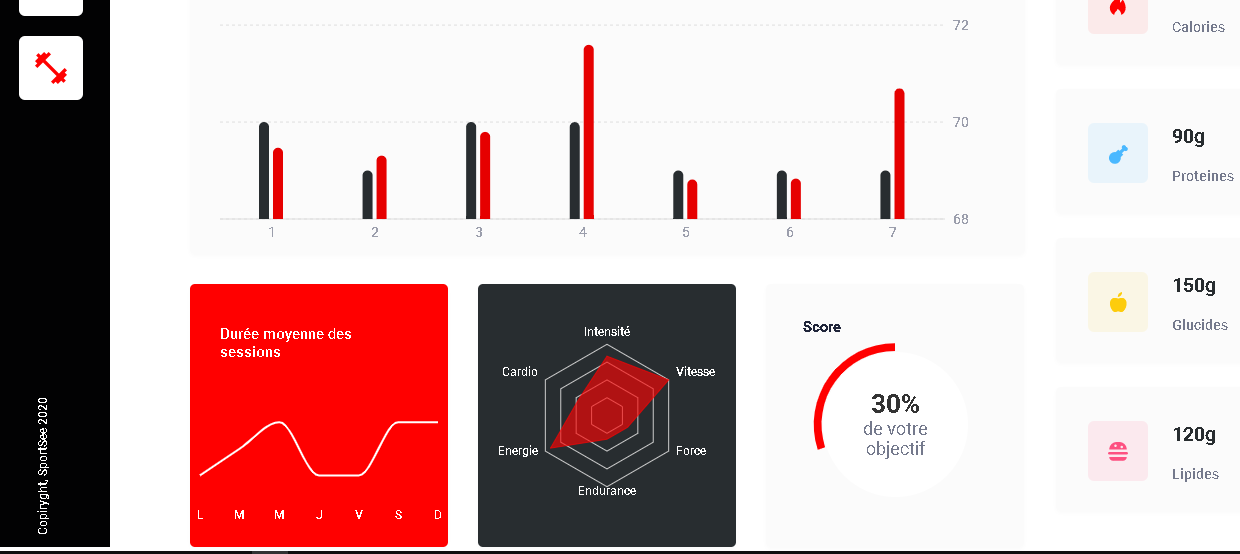 72
70
68
1 2 3 4 5 6 7
Calories
90g
Proteines
150g
Glucides
120g
Lipides
Durée moyenne des
sessions
L M M J V S D
Intensité
Vitesse
Force
Endurance
Energie
Cardio
Score
30%
de votre
objectif
Copiryght, SportSee 2020